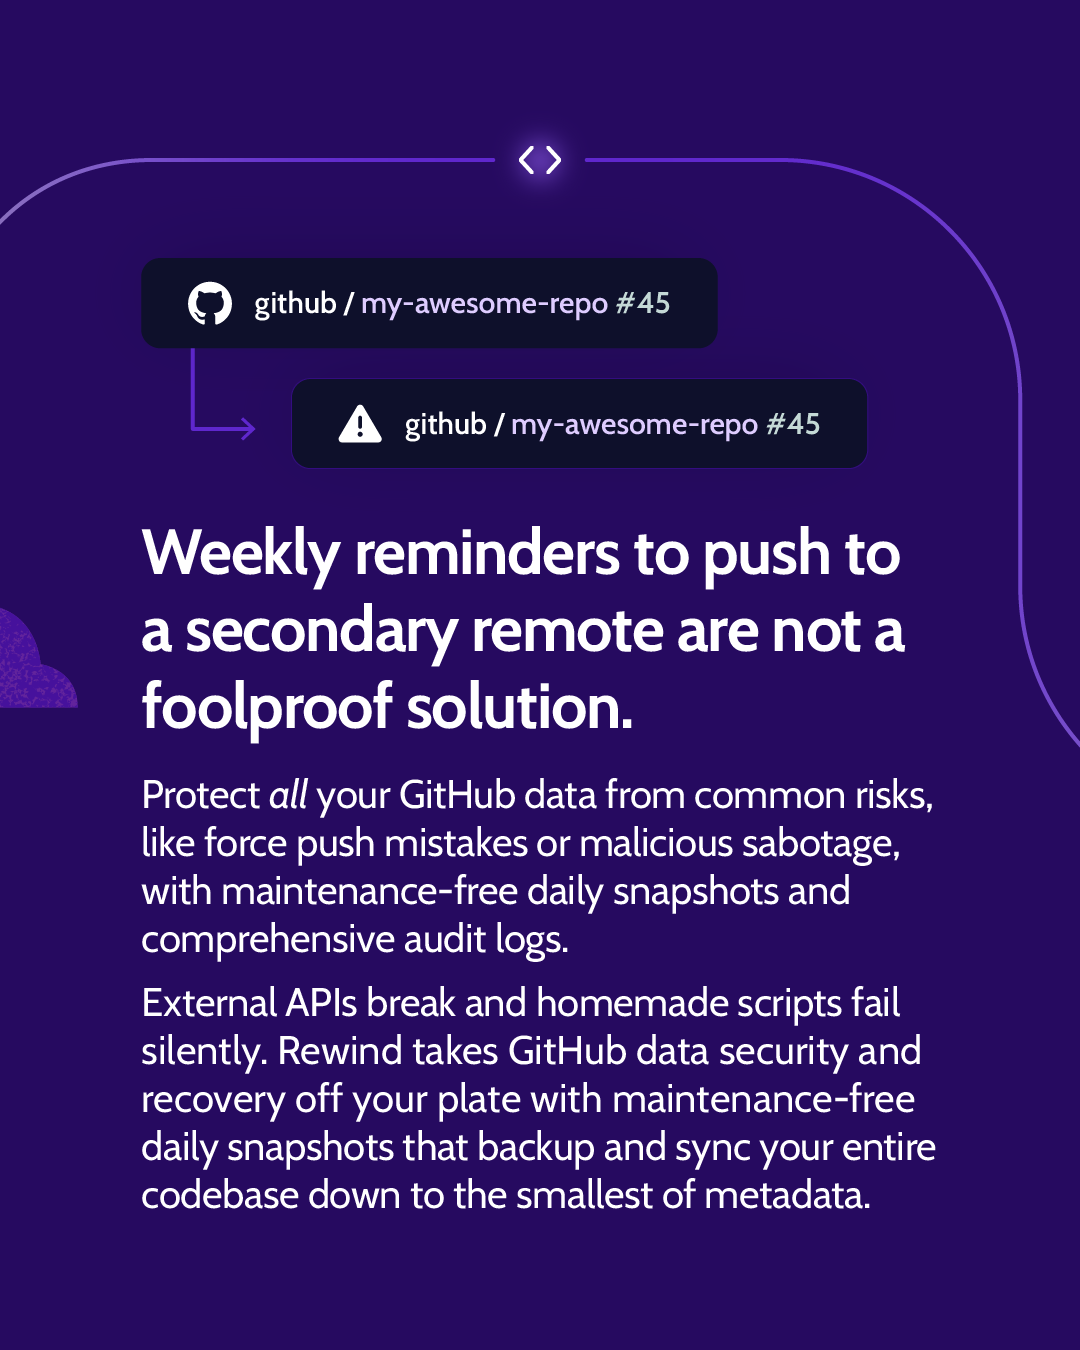 github / my-awesome-repo #45
github / my-awesome-repo #45
Weekly reminders to push to
a secondary remote are not a
foolproof solution.
Protect all your GitHub data from common risks,
like force push mistakes or malicious sabotage,
with maintenance-free daily snapshots and
comprehensive audit logs.
External APIs break and homemade scripts fail
silently. Rewind takes GitHub data security and
recovery off your plate with maintenance-free
daily snapshots that backup and sync your entire
codebase down to the smallest of metadata.